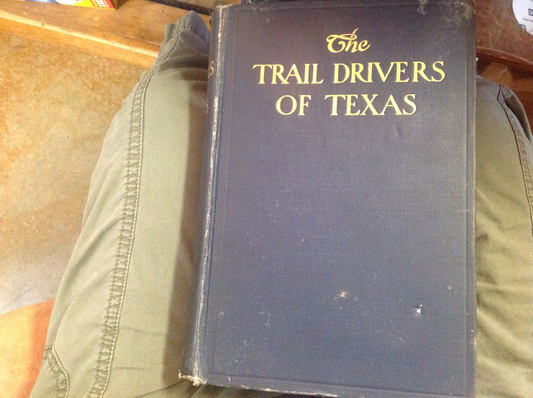 The
TRAIL DRIVERS
OF TEXAS